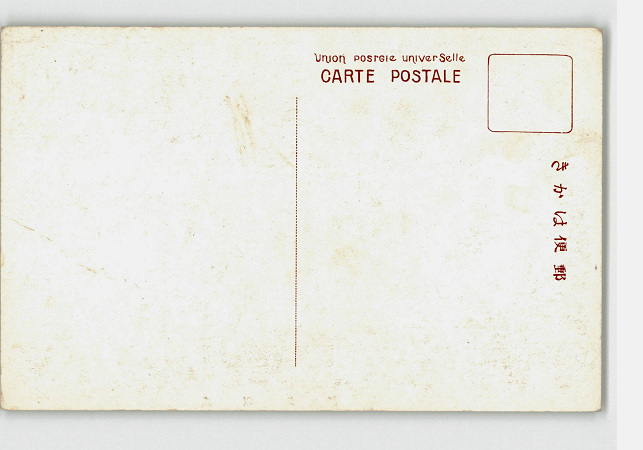 Union postale universelle
CARTE POSTALE
きかは便郵